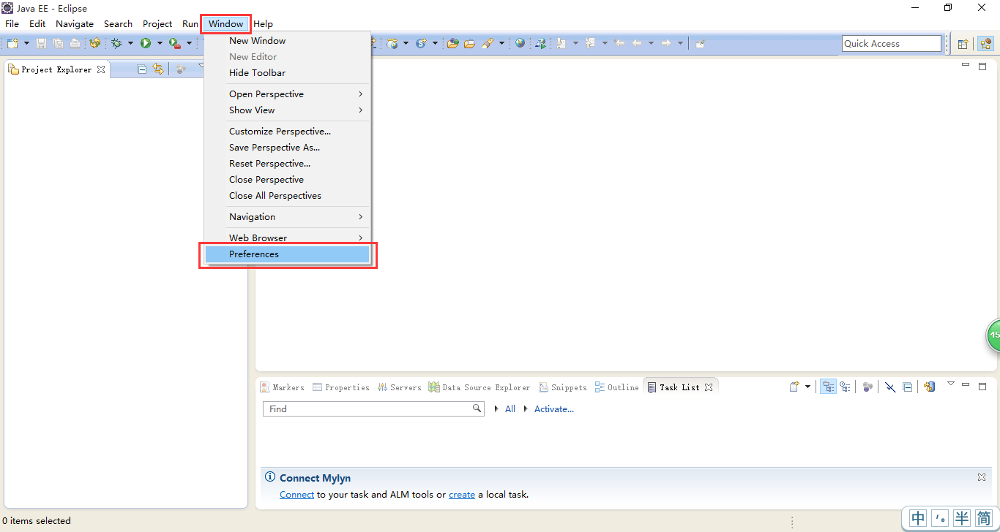 Java EE - Eclipse
File Edit Navigate Search Project Run Window Help
Quick Access
Project Explorer
New Window
New Editor
Hide Toolbar
Open Perspective
Show View
Customize Perspective...
Save Perspective As...
Reset Perspective...
Close Perspective
Close All Perspectives
Navigation
Web Browser
Preferences
45
Markers Properties Servers Data Source Explorer Snippets Outline Task List
Find All Activate...
Connect Mylyn
Connect to your task and ALM tools or create a local task.
0 items selected
中 °, 半 简